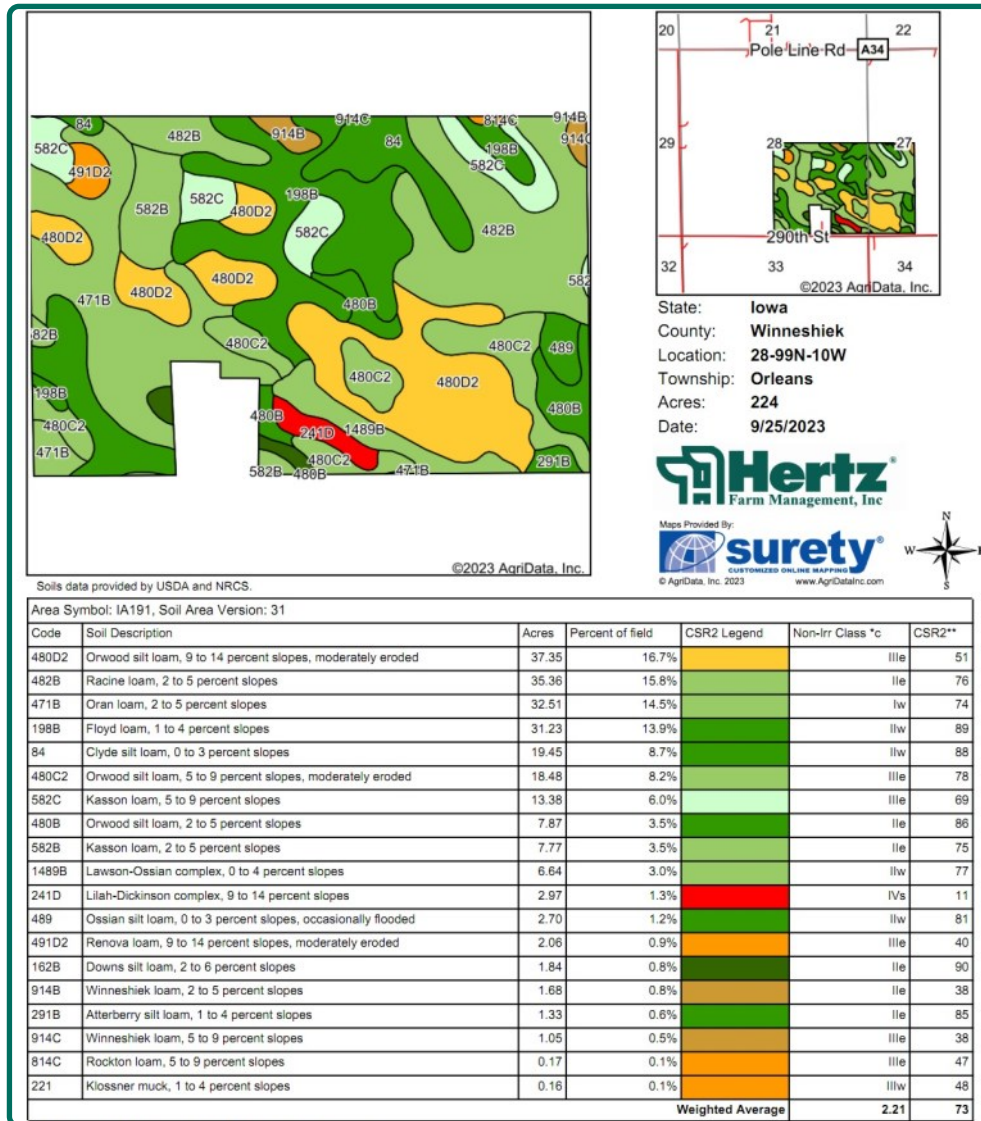 84
914C
814C
914B
482B
914B
84
914C
582C
198B
582C
491D2
582C
198B
582B
480D2
582C
482B
480D2
480D2
480D2
582
471B
480B
82B
480C2
480C2
489
480C2
480D2
198B
480B
480B
480C2
1489B
241D
471B
480C2
471B
291B
582B
480B
©2023 AgriData, Inc.
Soils data provided by USDA and NRCS.
20 21 22
Pole Line Rd A34
29 28 27
290th St
32 33 34
©2023 AgriData, Inc.
State: Iowa
County: Winneshiek
Location: 28-99N-10W
Township: Orleans
Acres: 224
Date: 9/25/2023
Hertz®
Farm Management, Inc
Maps Provided By:
surety®
CUSTOMIZED ONLINE MAPPING
© AgriData, Inc. 2023 www.AgriDataInc.com
N
W E
S
Area Symbol: IA191, Soil Area Version: 31
Code Soil Description Acres Percent of field CSR2 Legend Non-Irr Class *c CSR2**
480D2 Orwood silt loam, 9 to 14 percent slopes, moderately eroded 37.35 16.7% IIIe 51
482B Racine loam, 2 to 5 percent slopes 35.36 15.8% IIe 76
471B Oran loam, 2 to 5 percent slopes 32.51 14.5% Iw 74
198B Floyd loam, 1 to 4 percent slopes 31.23 13.9% IIw 89
84 Clyde silt loam, 0 to 3 percent slopes 19.45 8.7% IIw 88
480C2 Orwood silt loam, 5 to 9 percent slopes, moderately eroded 18.48 8.2% IIIe 78
582C Kasson loam, 5 to 9 percent slopes 13.38 6.0% IIIe 69
480B Orwood silt loam, 2 to 5 percent slopes 7.87 3.5% IIe 86
582B Kasson loam, 2 to 5 percent slopes 7.77 3.5% IIe 75
1489B Lawson-Ossian complex, 0 to 4 percent slopes 6.64 3.0% IIw 77
241D Lilah-Dickinson complex, 9 to 14 percent slopes 2.97 1.3% IVs 11
489 Ossian silt loam, 0 to 3 percent slopes, occasionally flooded 2.70 1.2% IIw 81
491D2 Renova loam, 9 to 14 percent slopes, moderately eroded 2.06 0.9% IIIe 40
162B Downs silt loam, 2 to 6 percent slopes 1.84 0.8% IIe 90
914B Winneshiek loam, 2 to 5 percent slopes 1.68 0.8% IIe 38
291B Atterberry silt loam, 1 to 4 percent slopes 1.33 0.6% IIe 85
914C Winneshiek loam, 5 to 9 percent slopes 1.05 0.5% IIIe 38
814C Rockton loam, 5 to 9 percent slopes 0.17 0.1% IIIe 47
221 Klossner muck, 1 to 4 percent slopes 0.16 0.1% IIIw 48
Weighted Average 2.21 73